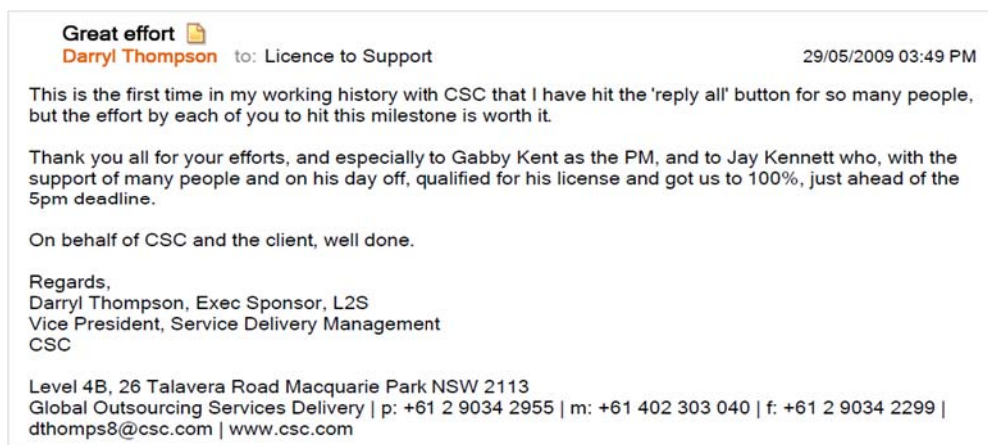 Great effort
Darryl Thompson to: Licence to Support 29/05/2009 03:49 PM
This is the first time in my working history with CSC that I have hit the 'reply all' button for so many people,
but the effort by each of you to hit this milestone is worth it.
Thank you all for your efforts, and especially to Gabby Kent as the PM, and to Jay Kennett who, with the
support of many people and on his day off, qualified for his license and got us to 100%, just ahead of the
5pm deadline.
On behalf of CSC and the client, well done.
Regards,
Darryl Thompson, Exec Sponsor, L2S
Vice President, Service Delivery Management
CSC
Level 4B, 26 Talavera Road Macquarie Park NSW 2113
Global Outsourcing Services Delivery | p: +61 2 9034 2955 | m: +61 402 303 040 | f: +61 2 9034 2299 |
dthomps8@csc.com | www.csc.com